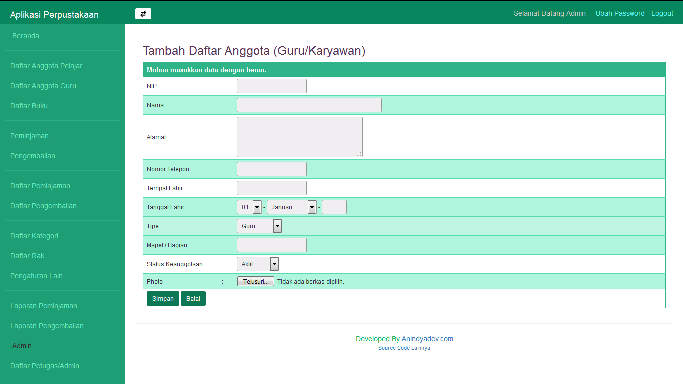 Aplikasi Perpustakaan
⇄
Selamat Datang Admin Ubah Password Logout
Beranda
Daftar Anggota Pelajar
Daftar Anggota Guru
Daftar Buku
Peminjaman
Pengembalian
Daftar Peminjaman
Daftar Pengembalian
Daftar Kategori
Daftar Rak
Pengaturan Lain
Laporan Peminjaman
Laporan Pengembalian
Admin
Daftar Petugas/Admin
Tambah Daftar Anggota (Guru/Karyawan)
Mohon masukkan data dengan benar.
NIP
Nama
Alamat
Nomor Telepon
Tempat Lahir
Tanggal Lahir 01 - Januari -
Tipe Guru
Mapel / Bagian
Status Keanggotaan Aktif
Photo : Telusuri... Tidak ada berkas dipilih.
Simpan Batal
Developed By Anindyadev.com
Source Code Lainnya